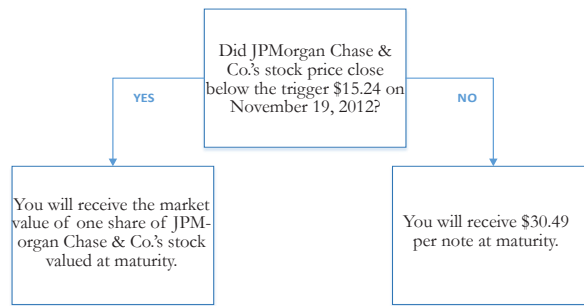 Did JPMorgan Chase &
Co.'s stock price close
below the trigger $15.24 on
November 19, 2012?
YES
NO
You will receive the market
value of one share of JPM-
organ Chase & Co.'s stock
valued at maturity.
You will receive $30.49
per note at maturity.